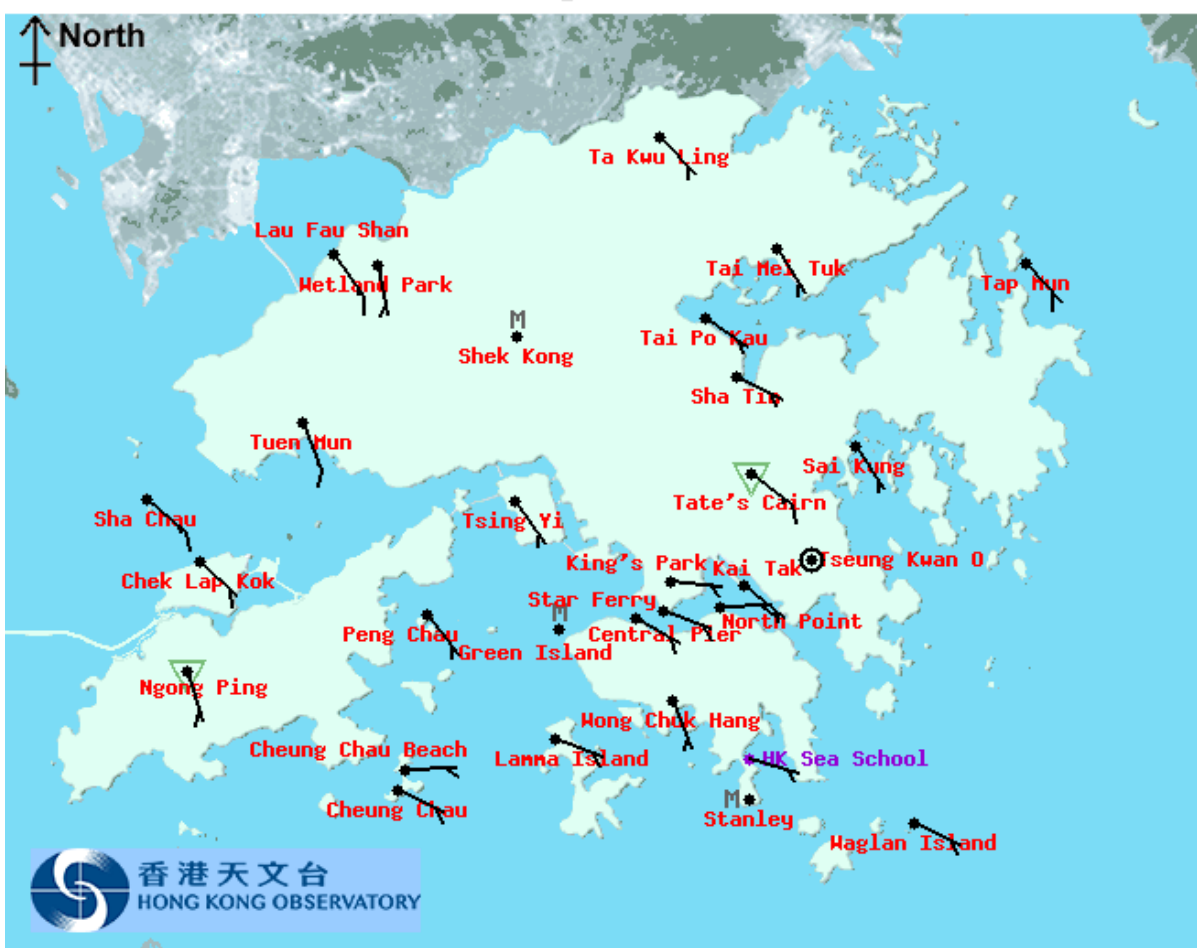 North
Ta Kwu Ling
Lau Fau Shan
Wetland Park
Tai Mei Tuk
Tap Mun
M
Shek Kong
Tai Po Kau
Sha Tin
Tuen Mun
Sai Kung
Tate's Cairn
Sha Chau
Tsing Yi
King's Park
Kai Tak
Tseung Kwan O
Chek Lap Kok
Star Ferry
M
Peng Chau
Central Pier
North Point
Green Island
Ngong Ping
Wong Chuk Hang
Cheung Chau Beach
Lamma Island
HK Sea School
M
Cheung Chau
Stanley
Waglan Island
香港天文台
HONG KONG OBSERVATORY